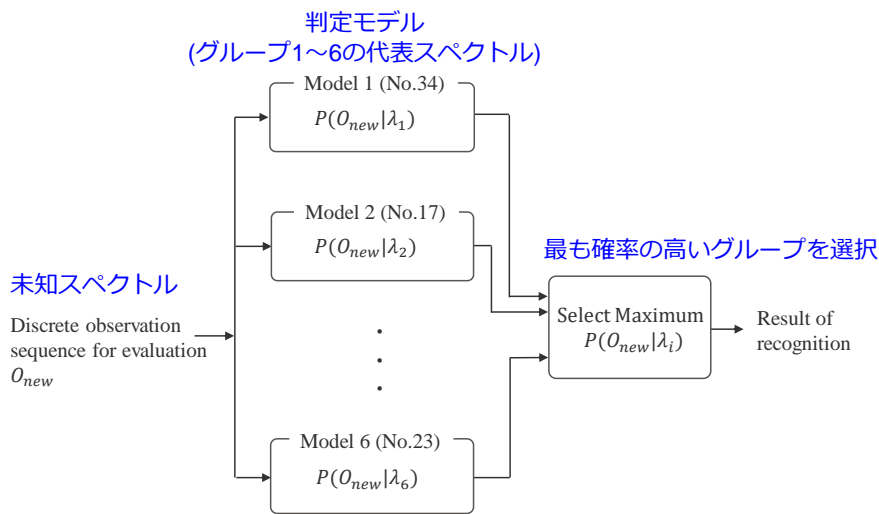 判定モデル
(グループ1～6の代表スペクトル)
Model 1 (No.34)
P(O_new|λ_1)
Model 2 (No.17)
P(O_new|λ_2)
最も確率の高いグループを選択
未知スペクトル
Discrete observation
sequence for evaluation
O_new
Select Maximum
P(O_new|λ_i)
Result of
recognition
Model 6 (No.23)
P(O_new|λ_6)